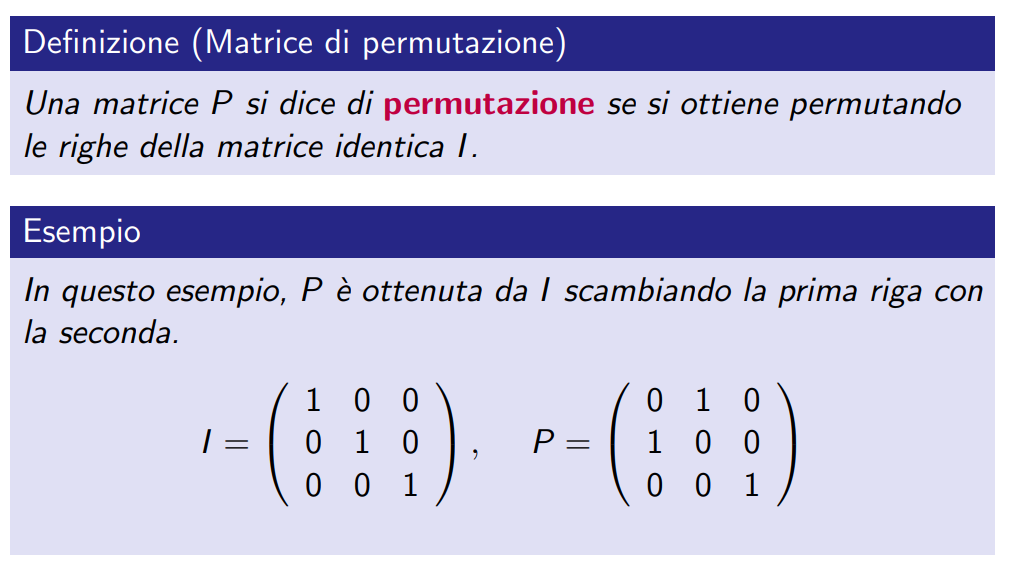 Definizione (Matrice di permutazione)
Una matrice P si dice di permutazione se si ottiene permutando
le righe della matrice identica I.
Esempio
In questo esempio, P è ottenuta da I scambiando la prima riga con
la seconda.
I = ( 1 0 0 ; 0 1 0 ; 0 0 1 ) , P = ( 0 1 0 ; 1 0 0 ; 0 0 1 )